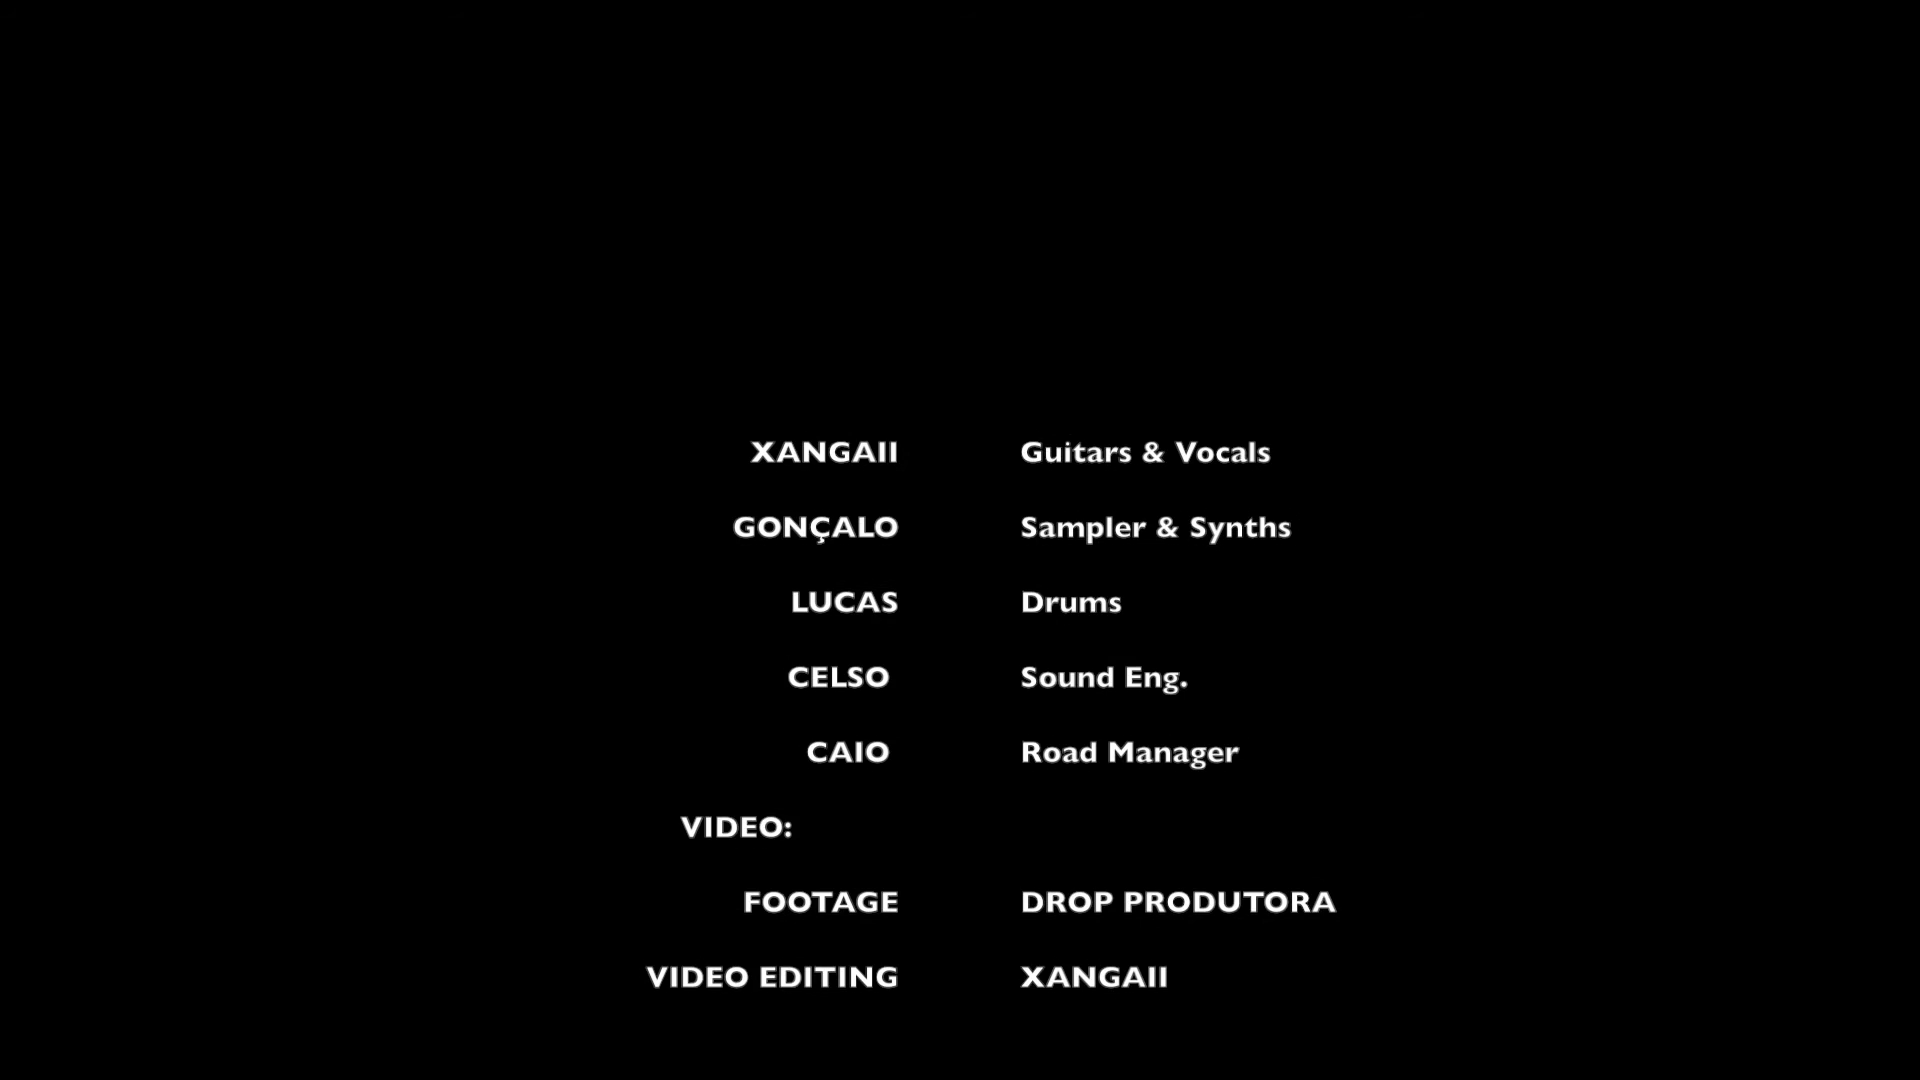 XANGAII Guitars & Vocals
GONÇALO Sampler & Synths
LUCAS Drums
CELSO Sound Eng.
CAIO Road Manager
VIDEO:
FOOTAGE DROP PRODUTORA
VIDEO EDITING XANGAII